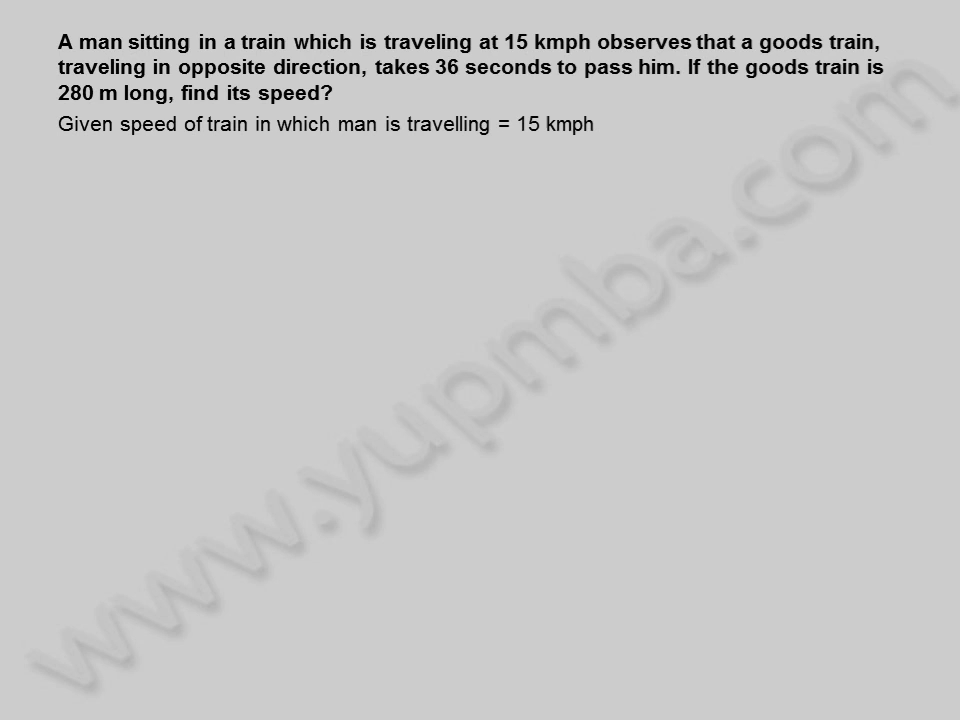 A man sitting in a train which is traveling at 15 kmph observes that a goods train,
traveling in opposite direction, takes 36 seconds to pass him. If the goods train is
280 m long, find its speed?
Given speed of train in which man is travelling = 15 kmph
www.yupmba.com